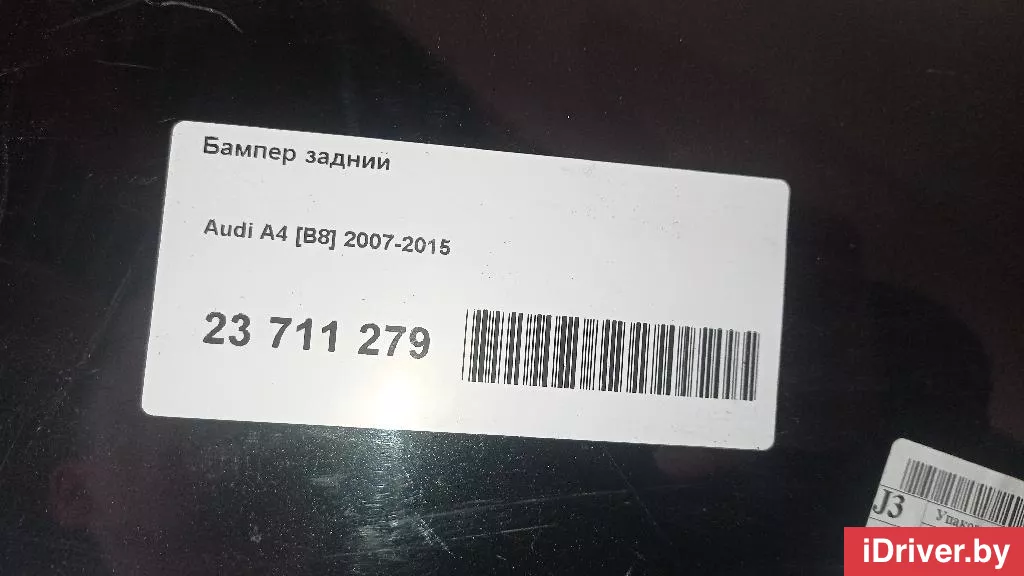 Бампер задний
Audi A4 [B8] 2007-2015
23 711 279
J3
iDriver.by